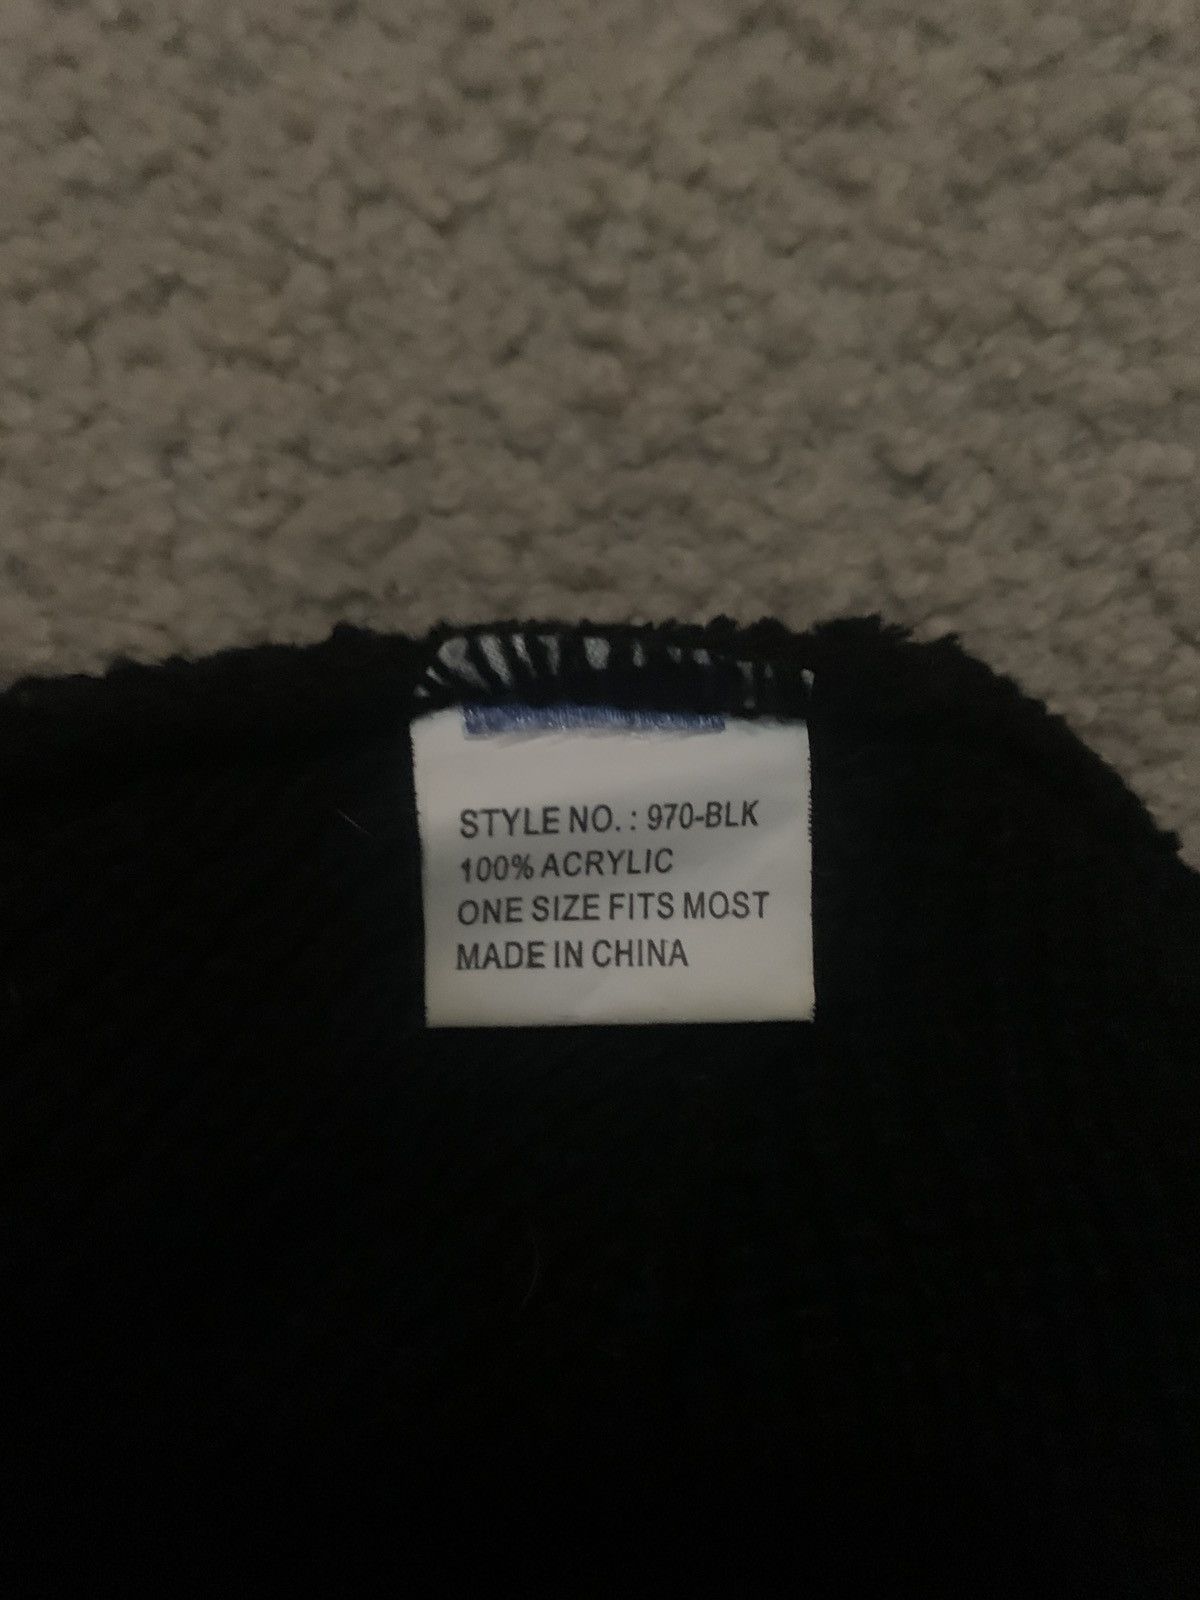 STYLE NO. : 970-BLK
100% ACRYLIC
ONE SIZE FITS MOST
MADE IN CHINA